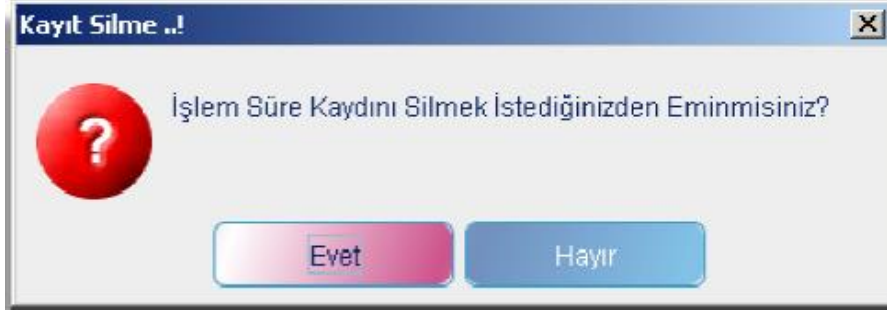 Kayıt Silme ..!
İşlem Süre Kaydını Silmek İstediğinizden Eminmisiniz?
Evet
Hayır